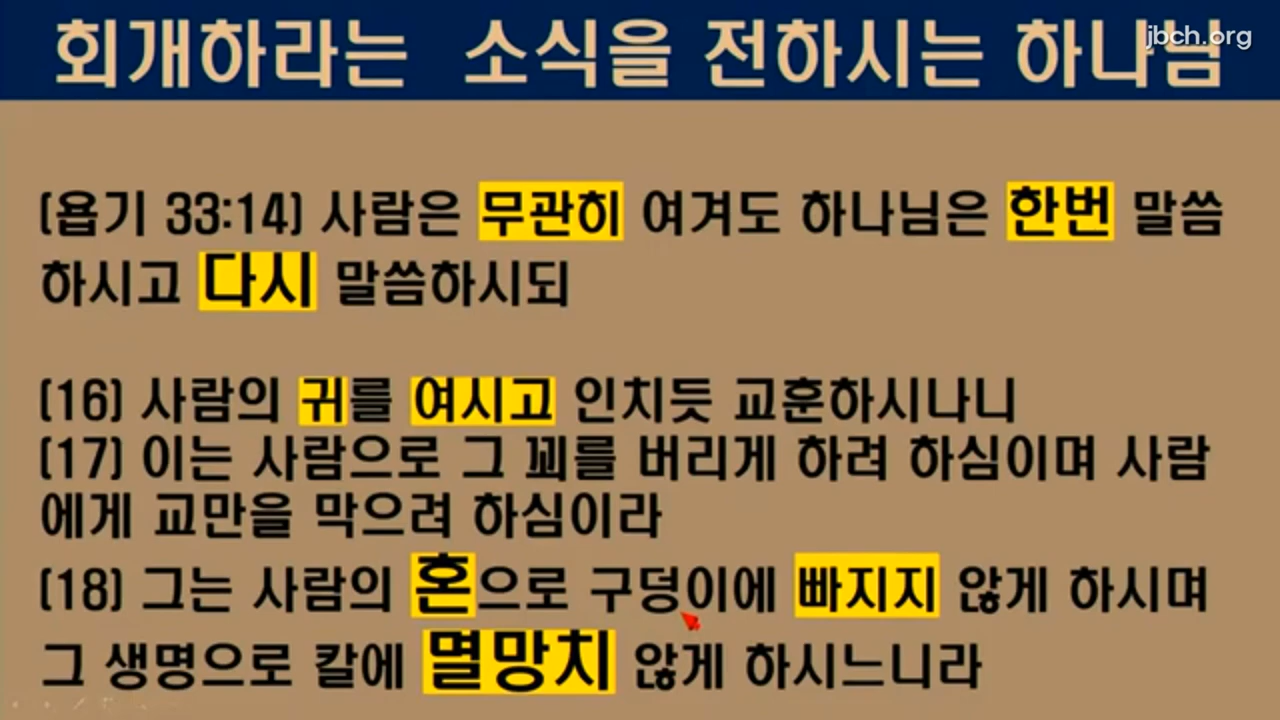 회개하라는 소식을 전하시는 하나님
jbch.org
(욥기 33:14) 사람은 무관히 여겨도 하나님은 한번 말씀
하시고 다시 말씀하시되
(16) 사람의 귀를 여시고 인치듯 교훈하시나니
(17) 이는 사람으로 그 꾀를 버리게 하려 하심이며 사람
에게 교만을 막으려 하심이라
(18) 그는 사람의 혼으로 구덩이에 빠지지 않게 하시며
그 생명으로 칼에 멸망치 않게 하시느니라